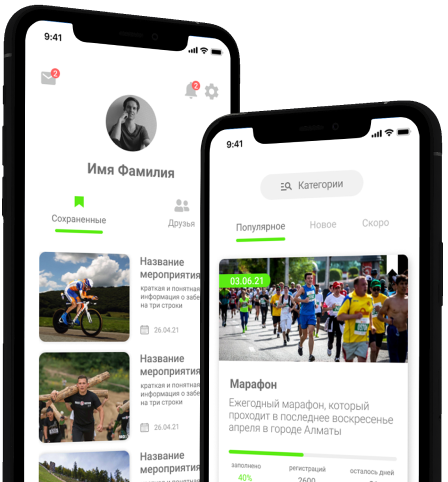 9:41
2
2
Имя Фамилия
Сохраненные
Друзья
Название
мероприятия
краткая и понятная
информация о забе
на три строки
26.04.21
Название
мероприятия
краткая и понятная
информация о забе
на три строки
26.04.21
Название
мероприятия
9:41
Категории
Популярное
Новое
Скоро
03.06.21
Марафон
Ежегодный марафон, который
проходит в последнее воскресенье
апреля в городе Алматы
заполнено
регистраций
осталось дней
40%
2600